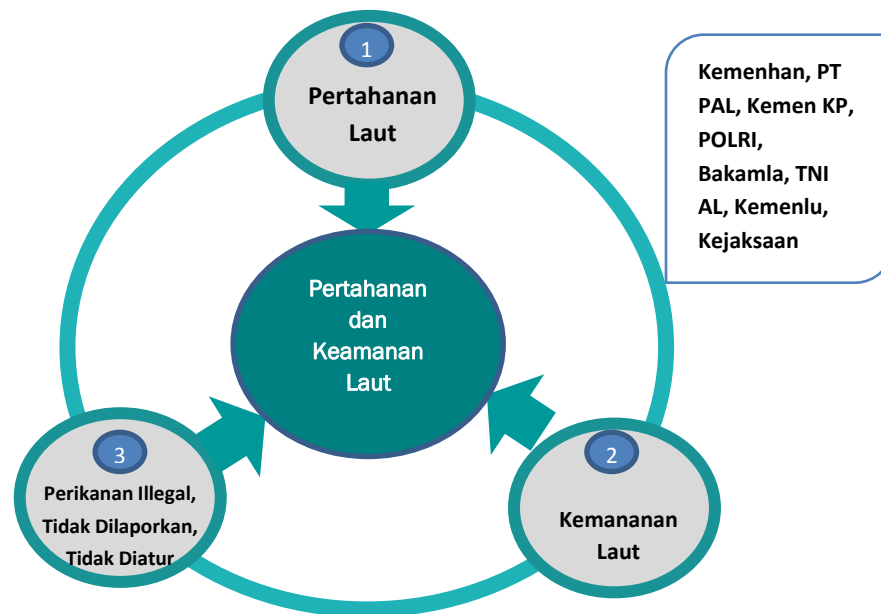 1
Pertahanan
Laut
Kemenhan, PT
PAL, Kemen KP,
POLRI,
Bakamla, TNI
AL, Kemenlu,
Kejaksaan
Pertahanan
dan
Keamanan
Laut
3
Perikanan Illegal,
Tidak Dilaporkan,
Tidak Diatur
2
Kemananan
Laut